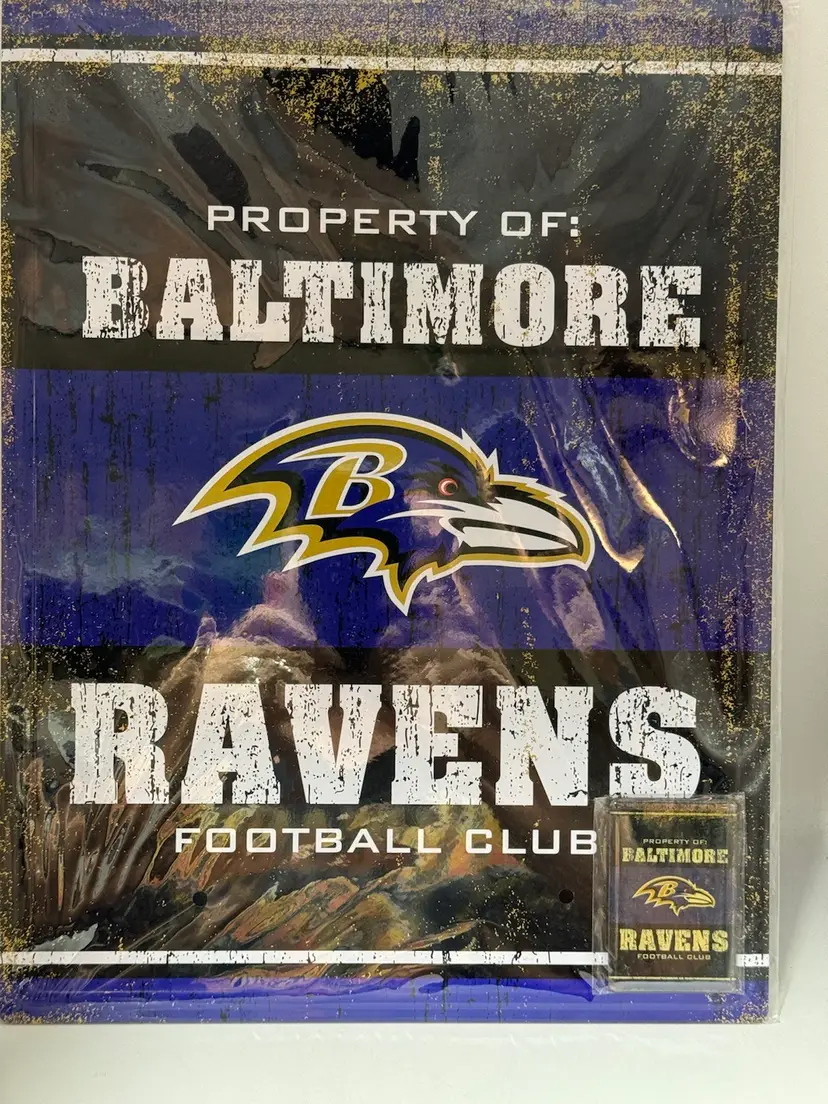 PROPERTY OF:
BALTIMORE
B
RAVENS
FOOTBALL CLUB
PROPERTY OF:
BALTIMORE
B
RAVENS
FOOTBALL CLUB